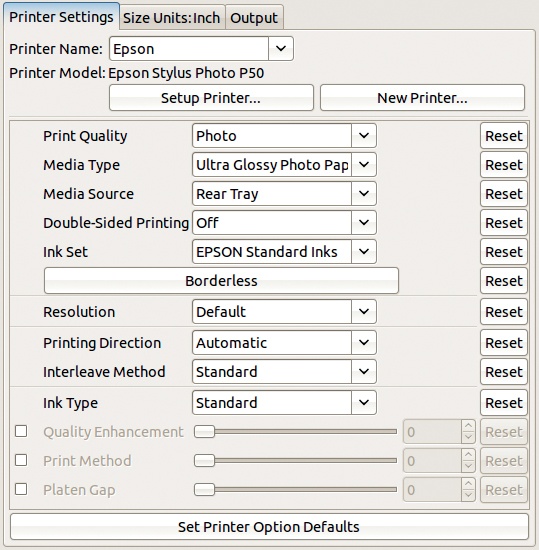 Printer Settings Size Units:Inch Output
Printer Name: Epson
Printer Model: Epson Stylus Photo P50
Setup Printer... New Printer...
Print Quality Photo Reset
Media Type Ultra Glossy Photo Pap Reset
Media Source Rear Tray Reset
Double-Sided Printing Off Reset
Ink Set EPSON Standard Inks Reset
Borderless Reset
Resolution Default Reset
Printing Direction Automatic Reset
Interleave Method Standard Reset
Ink Type Standard Reset
Quality Enhancement 0 Reset
Print Method 0 Reset
Platen Gap 0 Reset
Set Printer Option Defaults